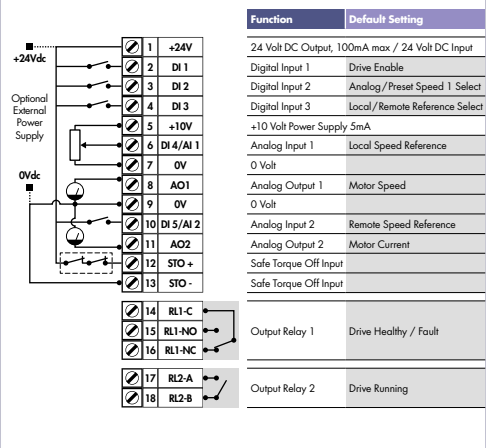 Function Default Setting
+24Vdc
Optional
External
Power
Supply
0Vdc
1 +24V 24 Volt DC Output, 100mA max / 24 Volt DC Input
2 DI 1 Digital Input 1 Drive Enable
3 DI 2 Digital Input 2 Analog/Preset Speed 1 Select
4 DI 3 Digital Input 3 Local/Remote Reference Select
5 +10V +10 Volt Power Supply 5mA
6 DI 4/AI 1 Analog Input 1 Local Speed Reference
7 0V 0 Volt
8 AO1 Analog Output 1 Motor Speed
9 0V 0 Volt
10 DI 5/AI 2 Analog Input 2 Remote Speed Reference
11 AO2 Analog Output 2 Motor Current
12 STO + Safe Torque Off Input
13 STO - Safe Torque Off Input
14 RL1-C
15 RL1-NO Output Relay 1 Drive Healthy / Fault
16 RL1-NC
17 RL2-A
Output Relay 2 Drive Running
18 RL2-B